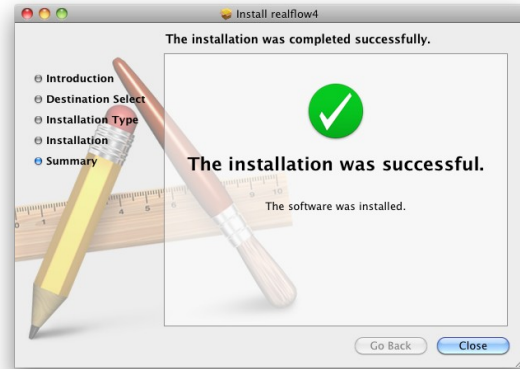 Install realflow4
The installation was completed successfully.
Introduction
Destination Select
Installation Type
Installation
Summary
The installation was successful.
The software was installed.
Go Back
Close